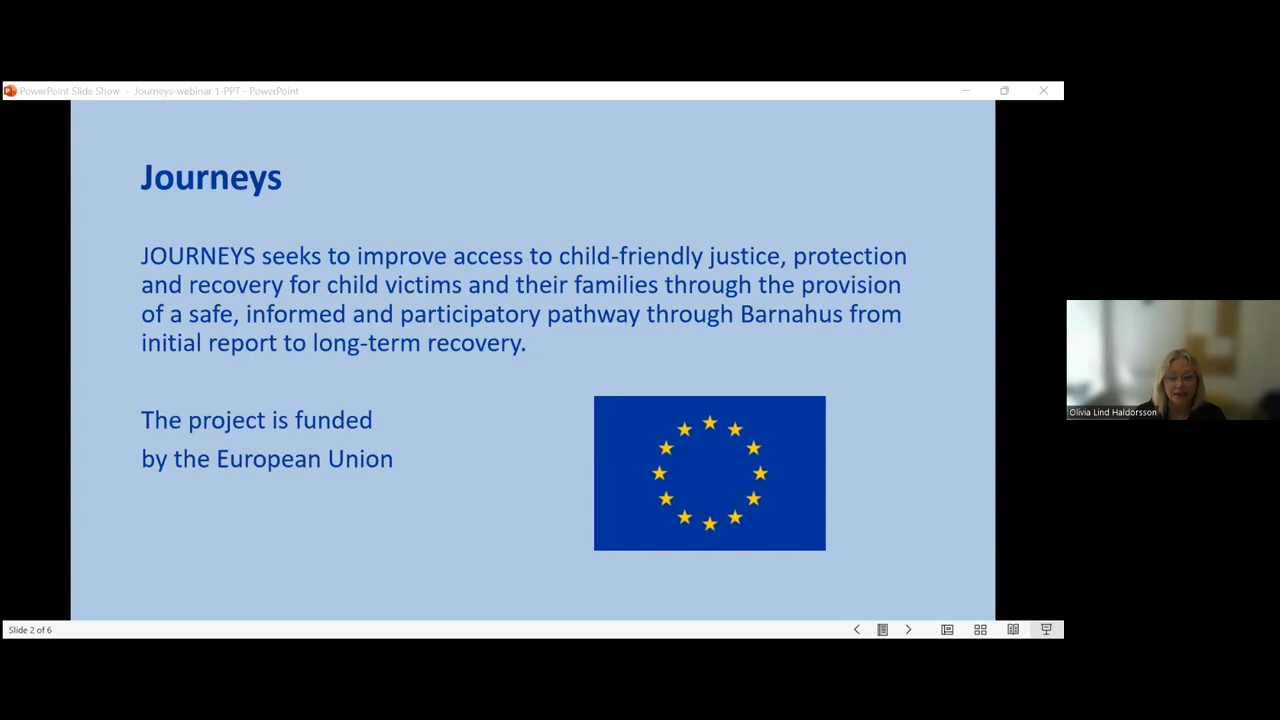 PowerPoint Slide Show - Journeys-webinar 1-PPT - PowerPoint
Journeys
JOURNEYS seeks to improve access to child-friendly justice, protection
and recovery for child victims and their families through the provision
of a safe, informed and participatory pathway through Barnahus from
initial report to long-term recovery.
The project is funded
by the European Union
Olivia Lind Haldorsson
Slide 2 of 6